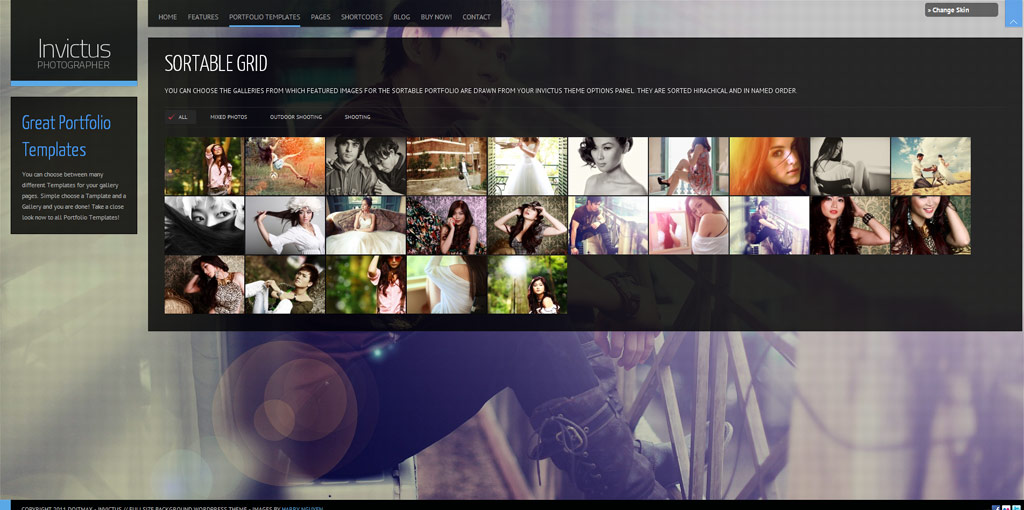 HOME FEATURES PORTFOLIO TEMPLATES PAGES SHORTCODES BLOG BUY NOW! CONTACT
» Change Skin
Invictus
PHOTOGRAPHER
Great Portfolio
Templates
You can choose between many
different Templates for your gallery
pages. Simple choose a Template and a
Gallery and you are done! Take a close
look now to all Portfolio Templates!
SORTABLE GRID
YOU CAN CHOOSE THE GALLERIES FROM WHICH FEATURED IMAGES FOR THE SORTABLE PORTFOLIO ARE DRAWN FROM YOUR INVICTUS THEME OPTIONS PANEL. THEY ARE SORTED HIRACHICAL AND IN NAMED ORDER.
ALL MIXED PHOTOS OUTDOOR SHOOTING SHOOTING
COPYRIGHT 2011 DOITMAX - INVICTUS // FULLSIZE BACKGROUND WORDPRESS THEME - IMAGES BY HARRY NGUYEN